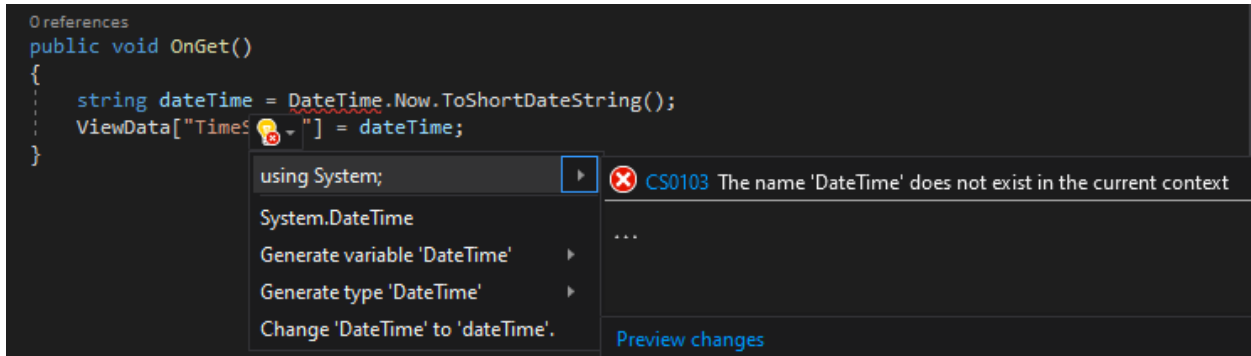 0 references
public void OnGet()
{
string dateTime = DateTime.Now.ToShortDateString();
ViewData["TimeS "] = dateTime;
}
using System;
CS0103 The name 'DateTime' does not exist in the current context
System.DateTime
...
Generate variable 'DateTime'
Generate type 'DateTime'
Change 'DateTime' to 'dateTime'.
Preview changes